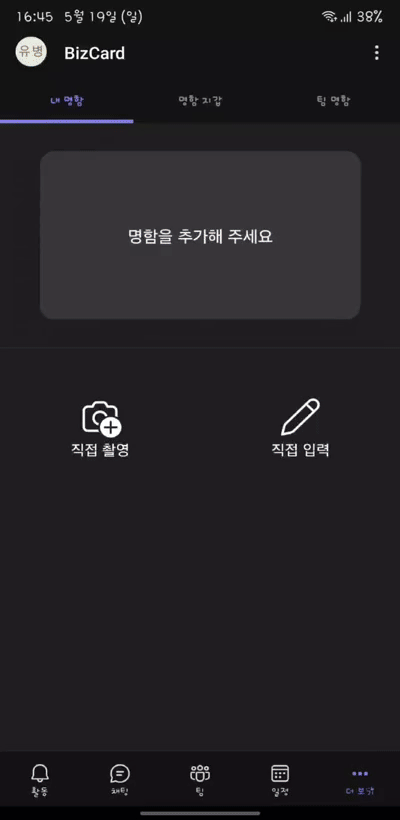 16:45 5월 19일 (일) 38%
유병 BizCard
내 명함 명함 지갑 팀 명함
명함을 추가해 주세요
직접 촬영 직접 입력
활동 채팅 팀 일정 더 보기